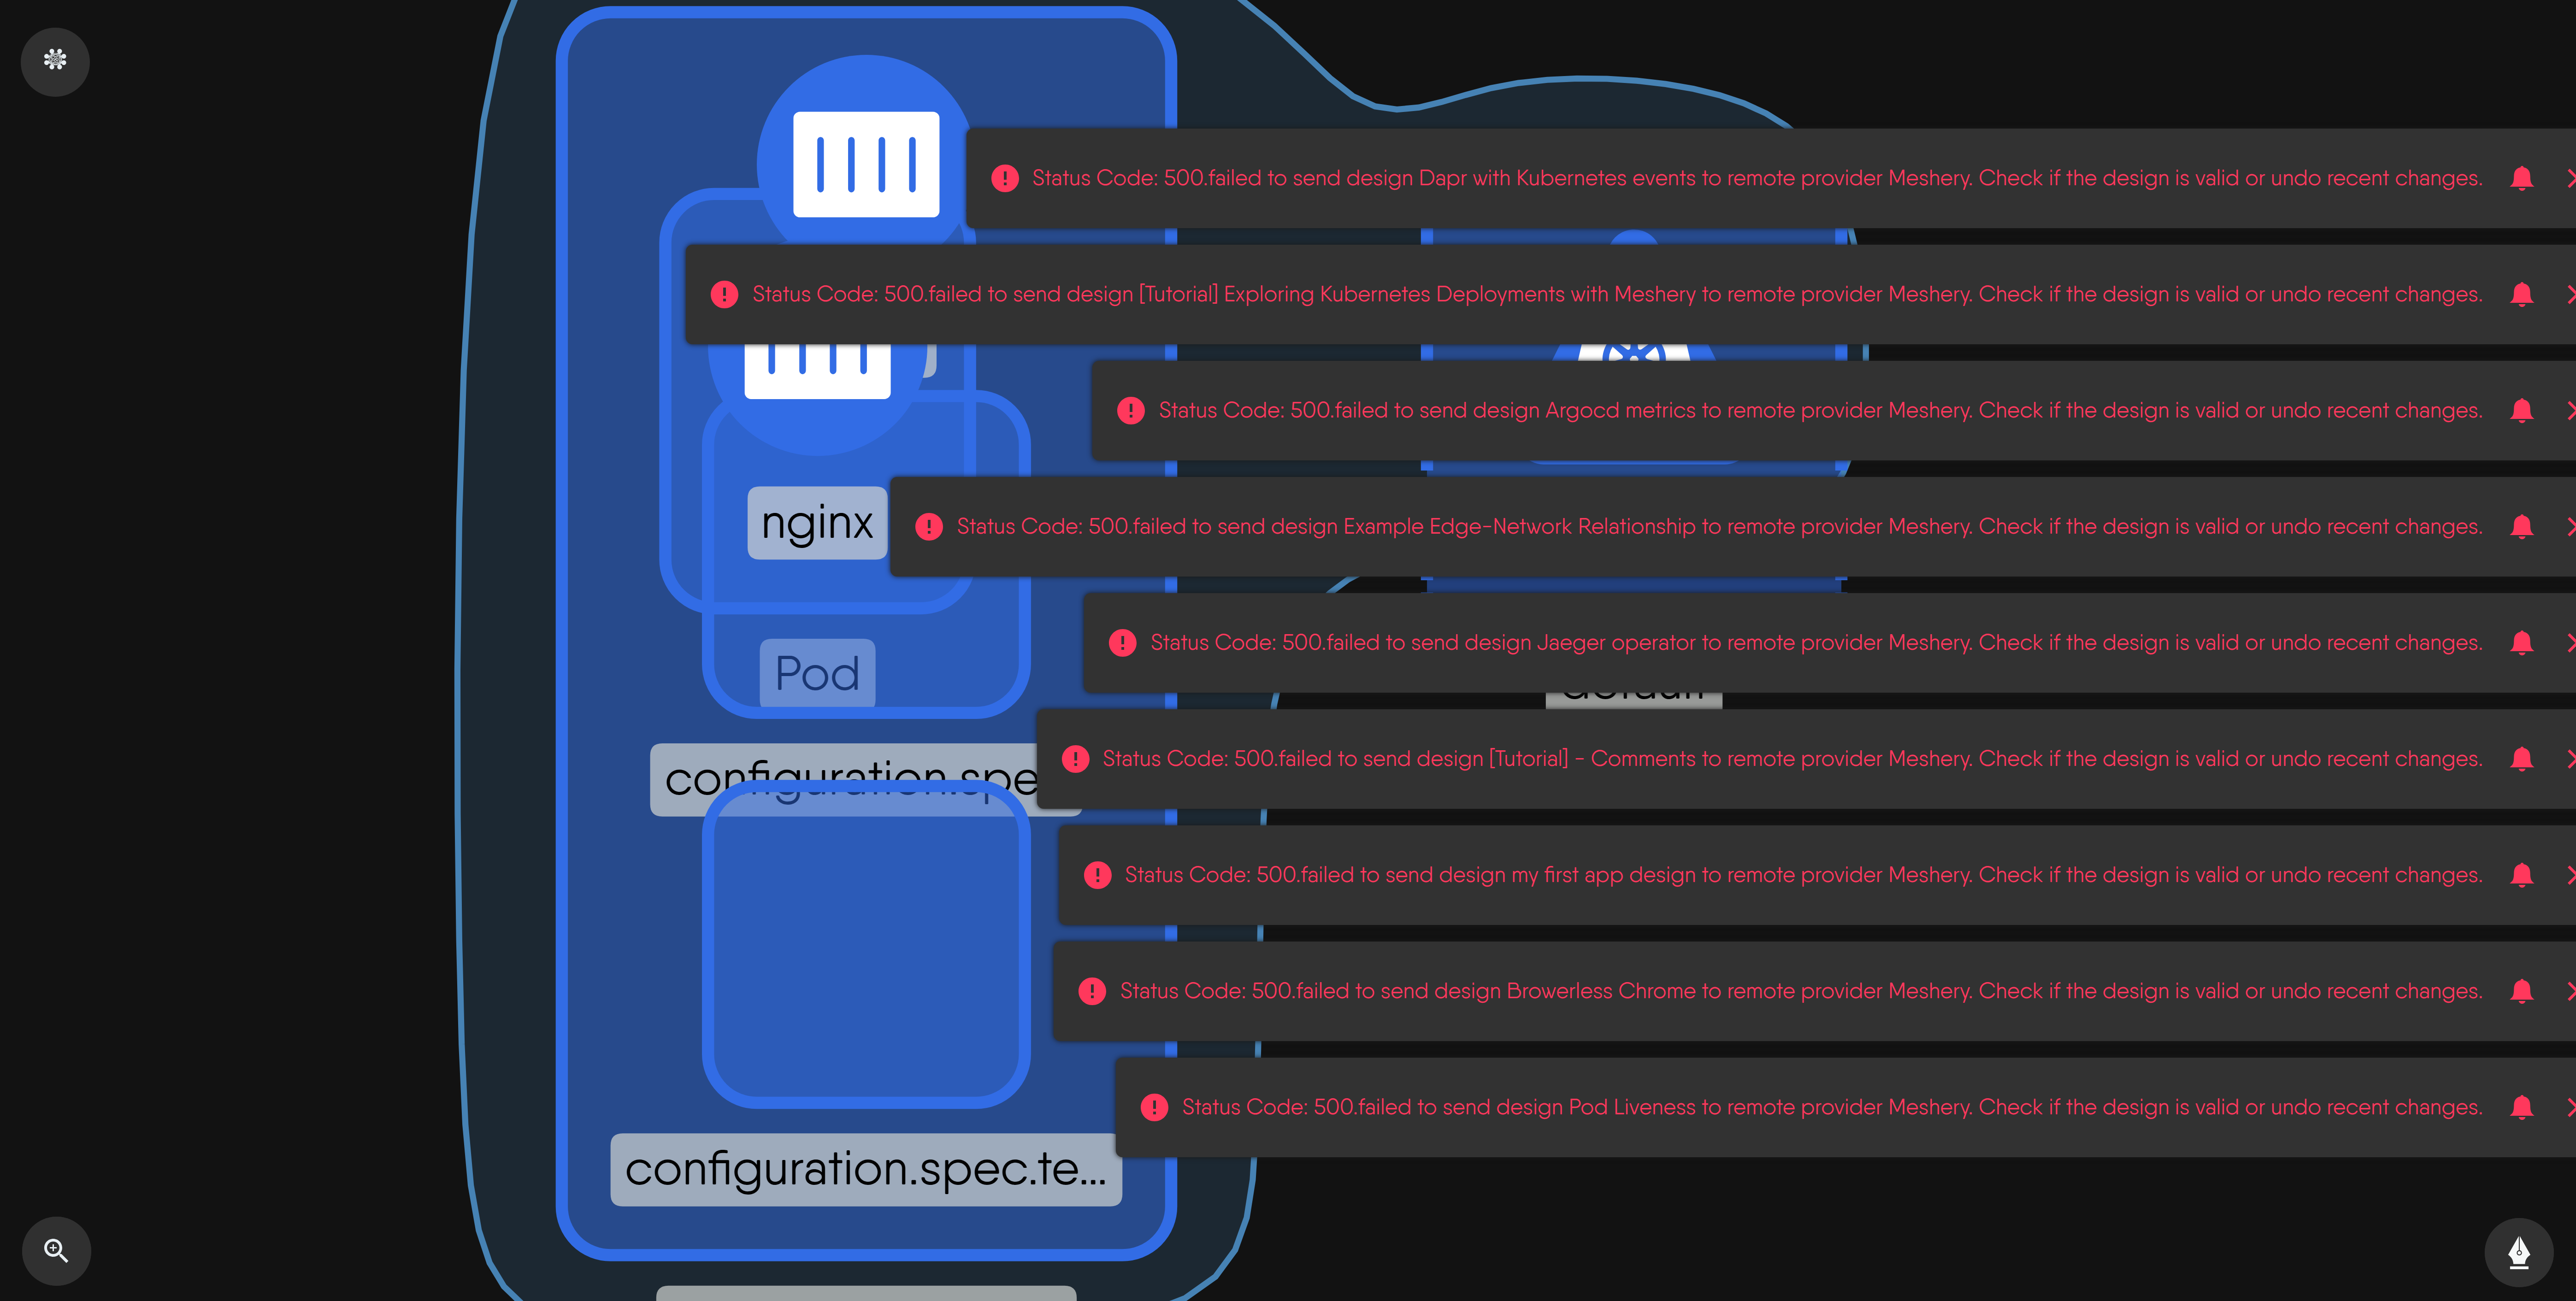 Status Code: 500.failed to send design Dapr with Kubernetes events to remote provider Meshery. Check if the design is valid or undo recent changes.
Status Code: 500.failed to send design [Tutorial] Exploring Kubernetes Deployments with Meshery to remote provider Meshery. Check if the design is valid or undo recent changes.
Status Code: 500.failed to send design Argocd metrics to remote provider Meshery. Check if the design is valid or undo recent changes.
nginx
Status Code: 500.failed to send design Example Edge-Network Relationship to remote provider Meshery. Check if the design is valid or undo recent changes.
Status Code: 500.failed to send design Jaeger operator to remote provider Meshery. Check if the design is valid or undo recent changes.
Pod
Status Code: 500.failed to send design [Tutorial] - Comments to remote provider Meshery. Check if the design is valid or undo recent changes.
configuration.spe
Status Code: 500.failed to send design my first app design to remote provider Meshery. Check if the design is valid or undo recent changes.
Status Code: 500.failed to send design Browerless Chrome to remote provider Meshery. Check if the design is valid or undo recent changes.
Status Code: 500.failed to send design Pod Liveness to remote provider Meshery. Check if the design is valid or undo recent changes.
configuration.spec.te...